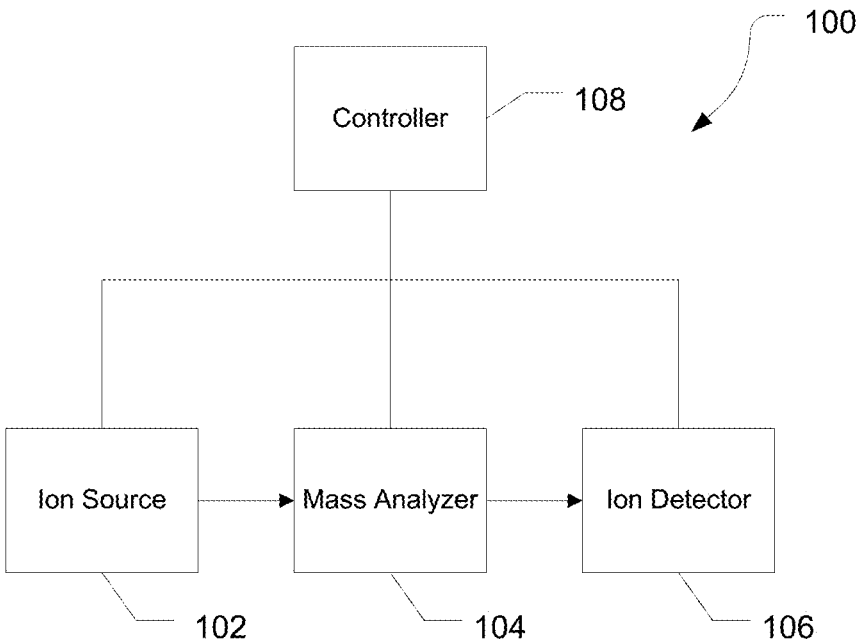 100
Controller
108
Ion Source
Mass Analyzer
Ion Detector
102
104
106